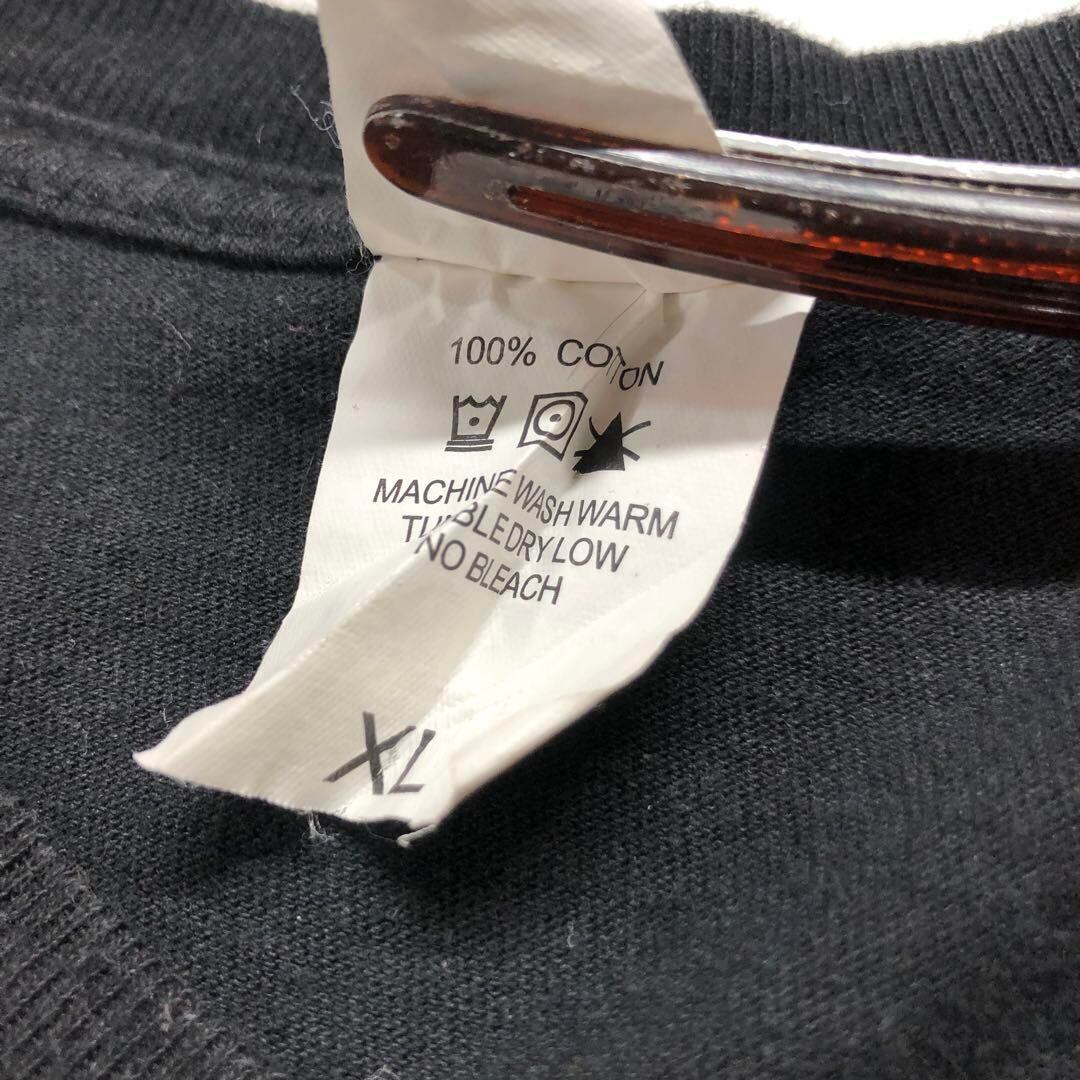 100% COTTON
MACHINE WASH WARM
TUMBLE DRY LOW
NO BLEACH
XL